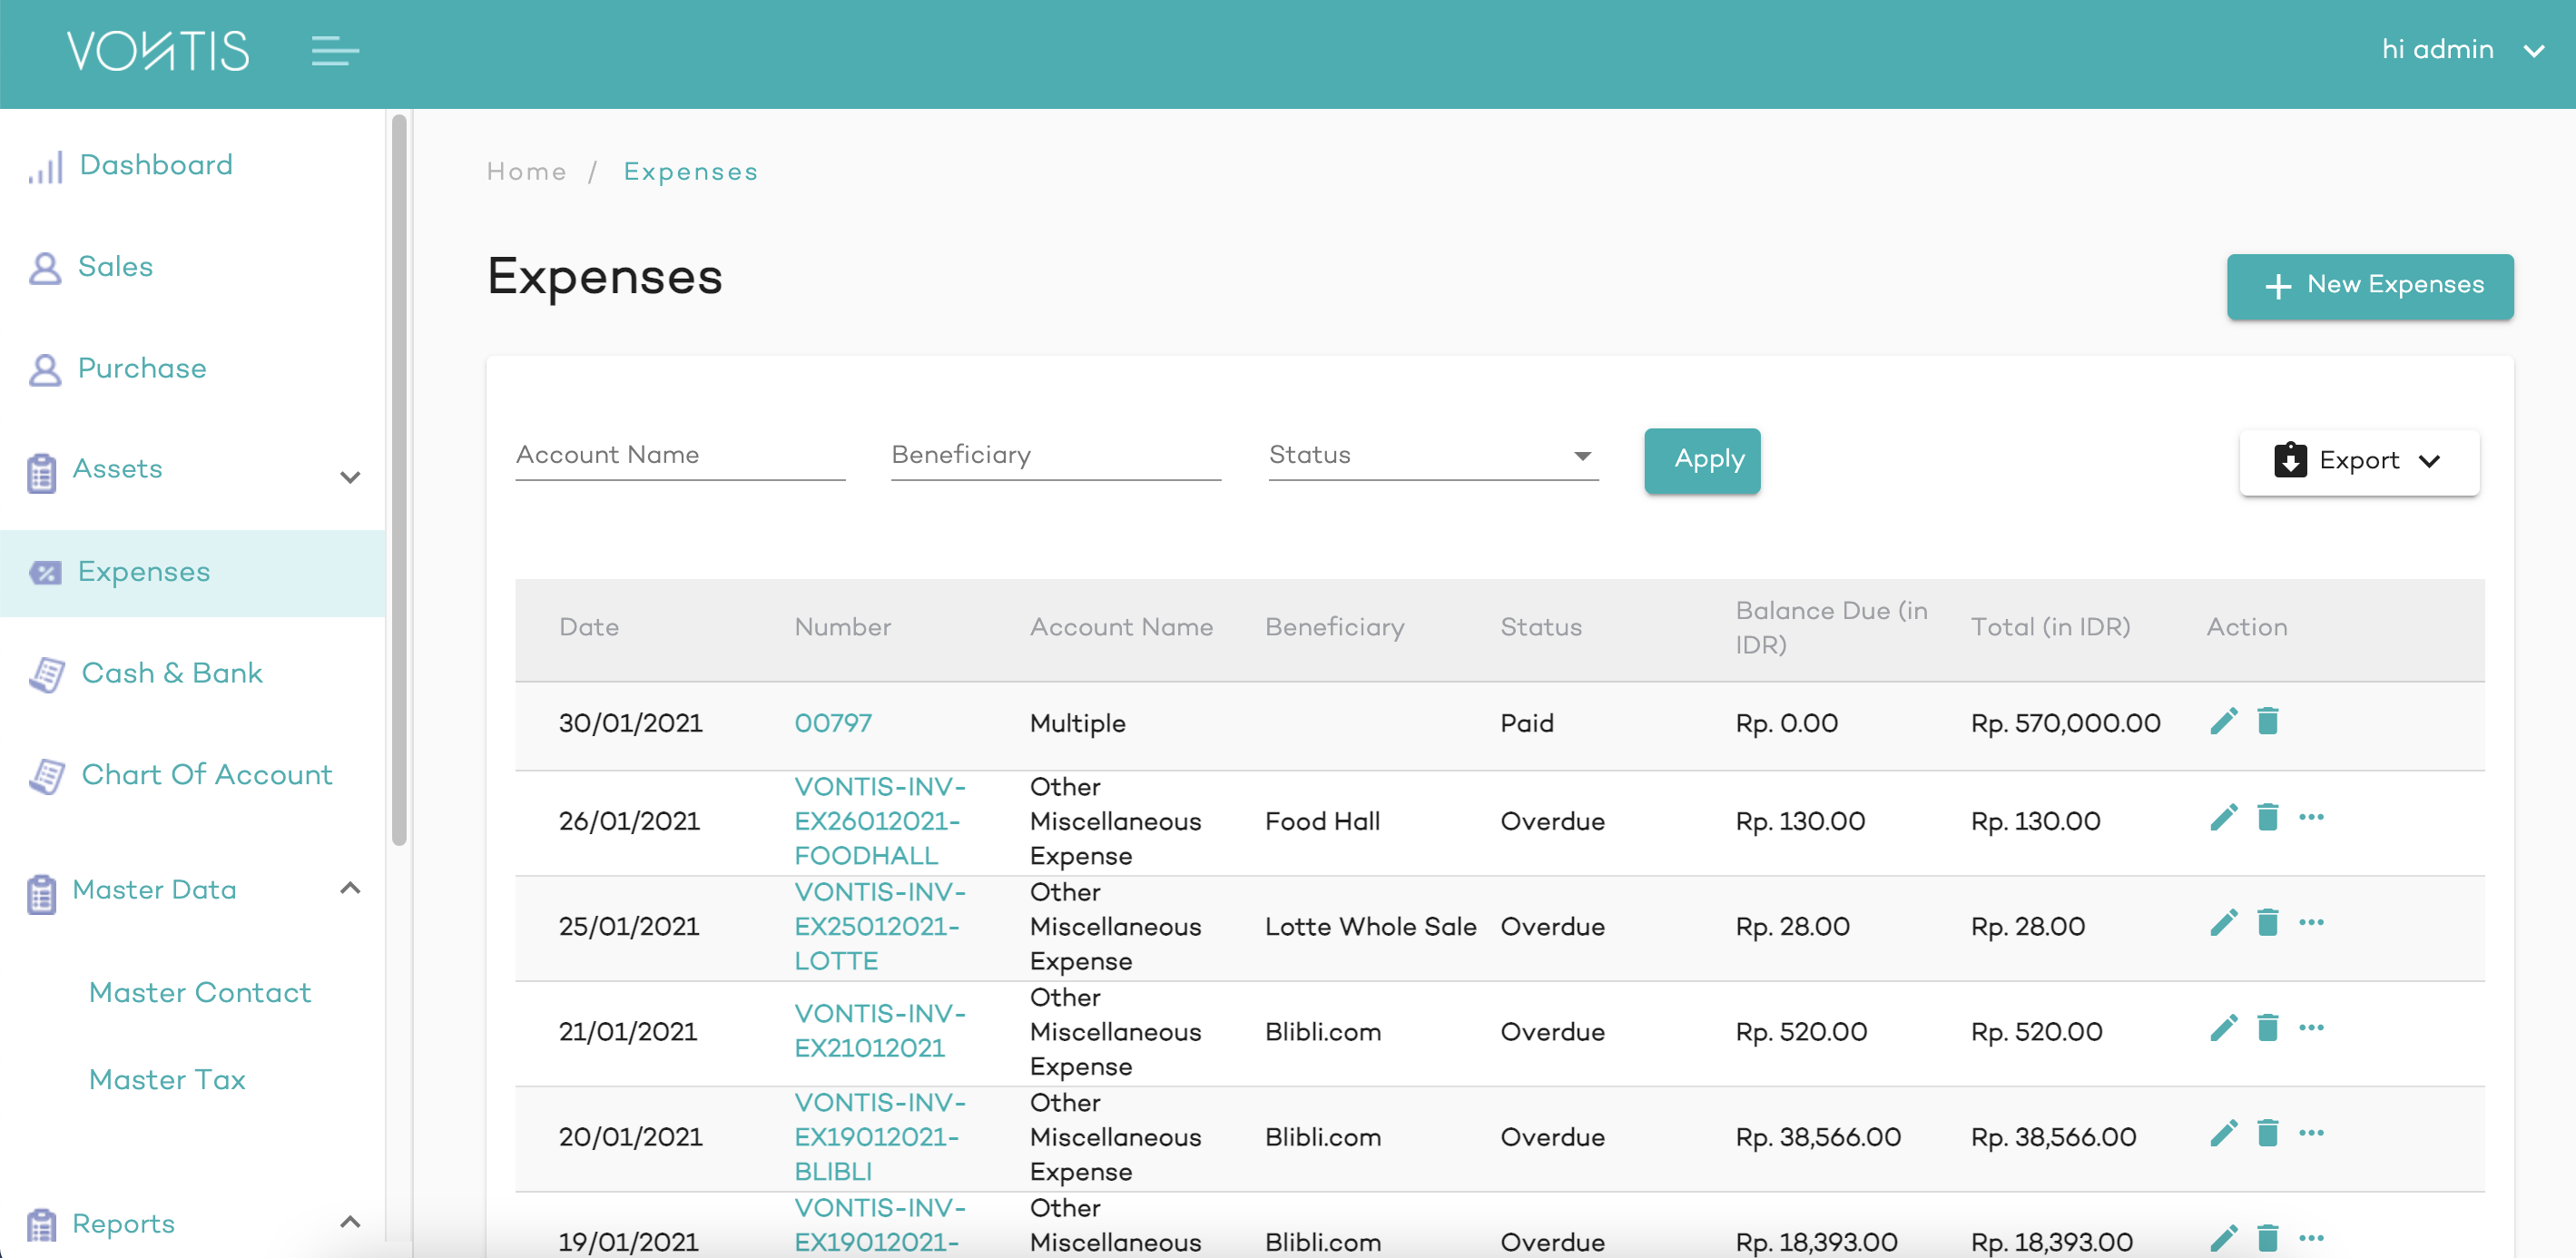 VONTIS
hi admin
Dashboard
Sales
Purchase
Assets
Expenses
Cash & Bank
Chart Of Account
Master Data
Master Contact
Master Tax
Reports
Home / Expenses
Expenses
+ New Expenses
Account Name Beneficiary Status Apply Export
Date Number Account Name Beneficiary Status Balance Due (in IDR) Total (in IDR) Action
30/01/2021 00797 Multiple Paid Rp. 0.00 Rp. 570,000.00
VONTIS-INV- Other
26/01/2021 EX26012021- Miscellaneous Food Hall Overdue Rp. 130.00 Rp. 130.00
FOODHALL Expense
VONTIS-INV- Other
25/01/2021 EX25012021- Miscellaneous Lotte Whole Sale Overdue Rp. 28.00 Rp. 28.00
LOTTE Expense
VONTIS-INV- Other
21/01/2021 EX21012021 Miscellaneous Blibli.com Overdue Rp. 520.00 Rp. 520.00
Expense
VONTIS-INV- Other
20/01/2021 EX19012021- Miscellaneous Blibli.com Overdue Rp. 38,566.00 Rp. 38,566.00
BLIBLI Expense
VONTIS-INV- Other
19/01/2021 EX19012021- Miscellaneous Blibli.com Overdue Rp. 18,393.00 Rp. 18,393.00